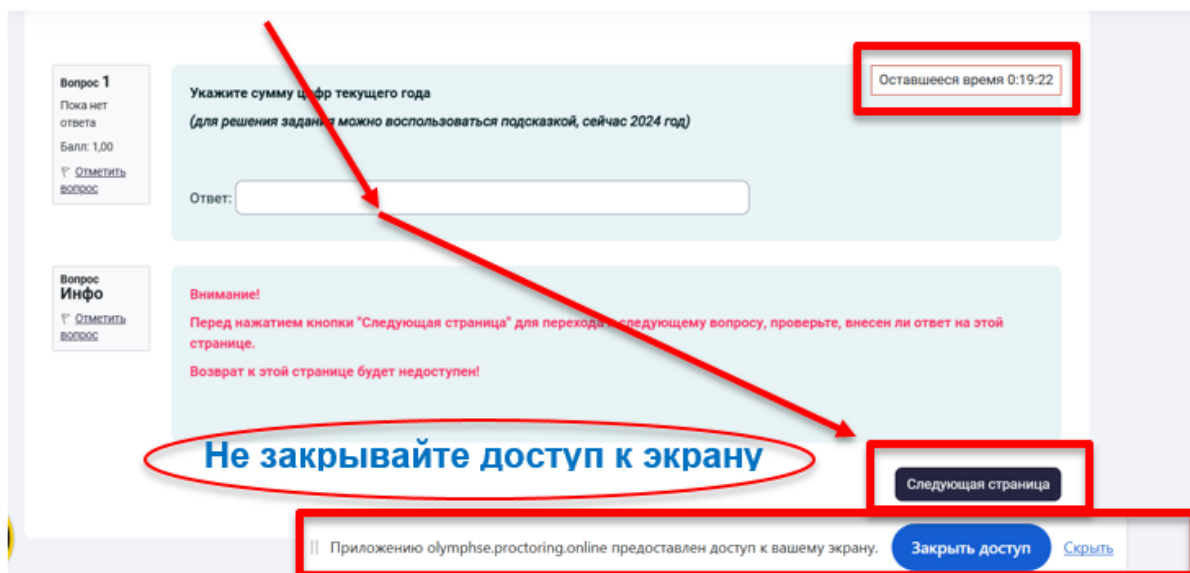 Вопрос 1
Пока нет
ответа
Балл: 1,00
Отметить
вопрос
Оставшееся время 0:19:22
Укажите сумму цифр текущего года
(для решения задания можно воспользоваться подсказкой, сейчас 2024 год)
Ответ:
Вопрос
Инфо
Отметить
вопрос
Внимание!
Перед нажатием кнопки "Следующая страница" для перехода к следующему вопросу, проверьте, внесен ли ответ на этой
странице.
Возврат к этой странице будет недоступен!
Не закрывайте доступ к экрану
Следующая страница
Приложению olymphse.proctoring.online предоставлен доступ к вашему экрану.
Закрыть доступ
Скрыть